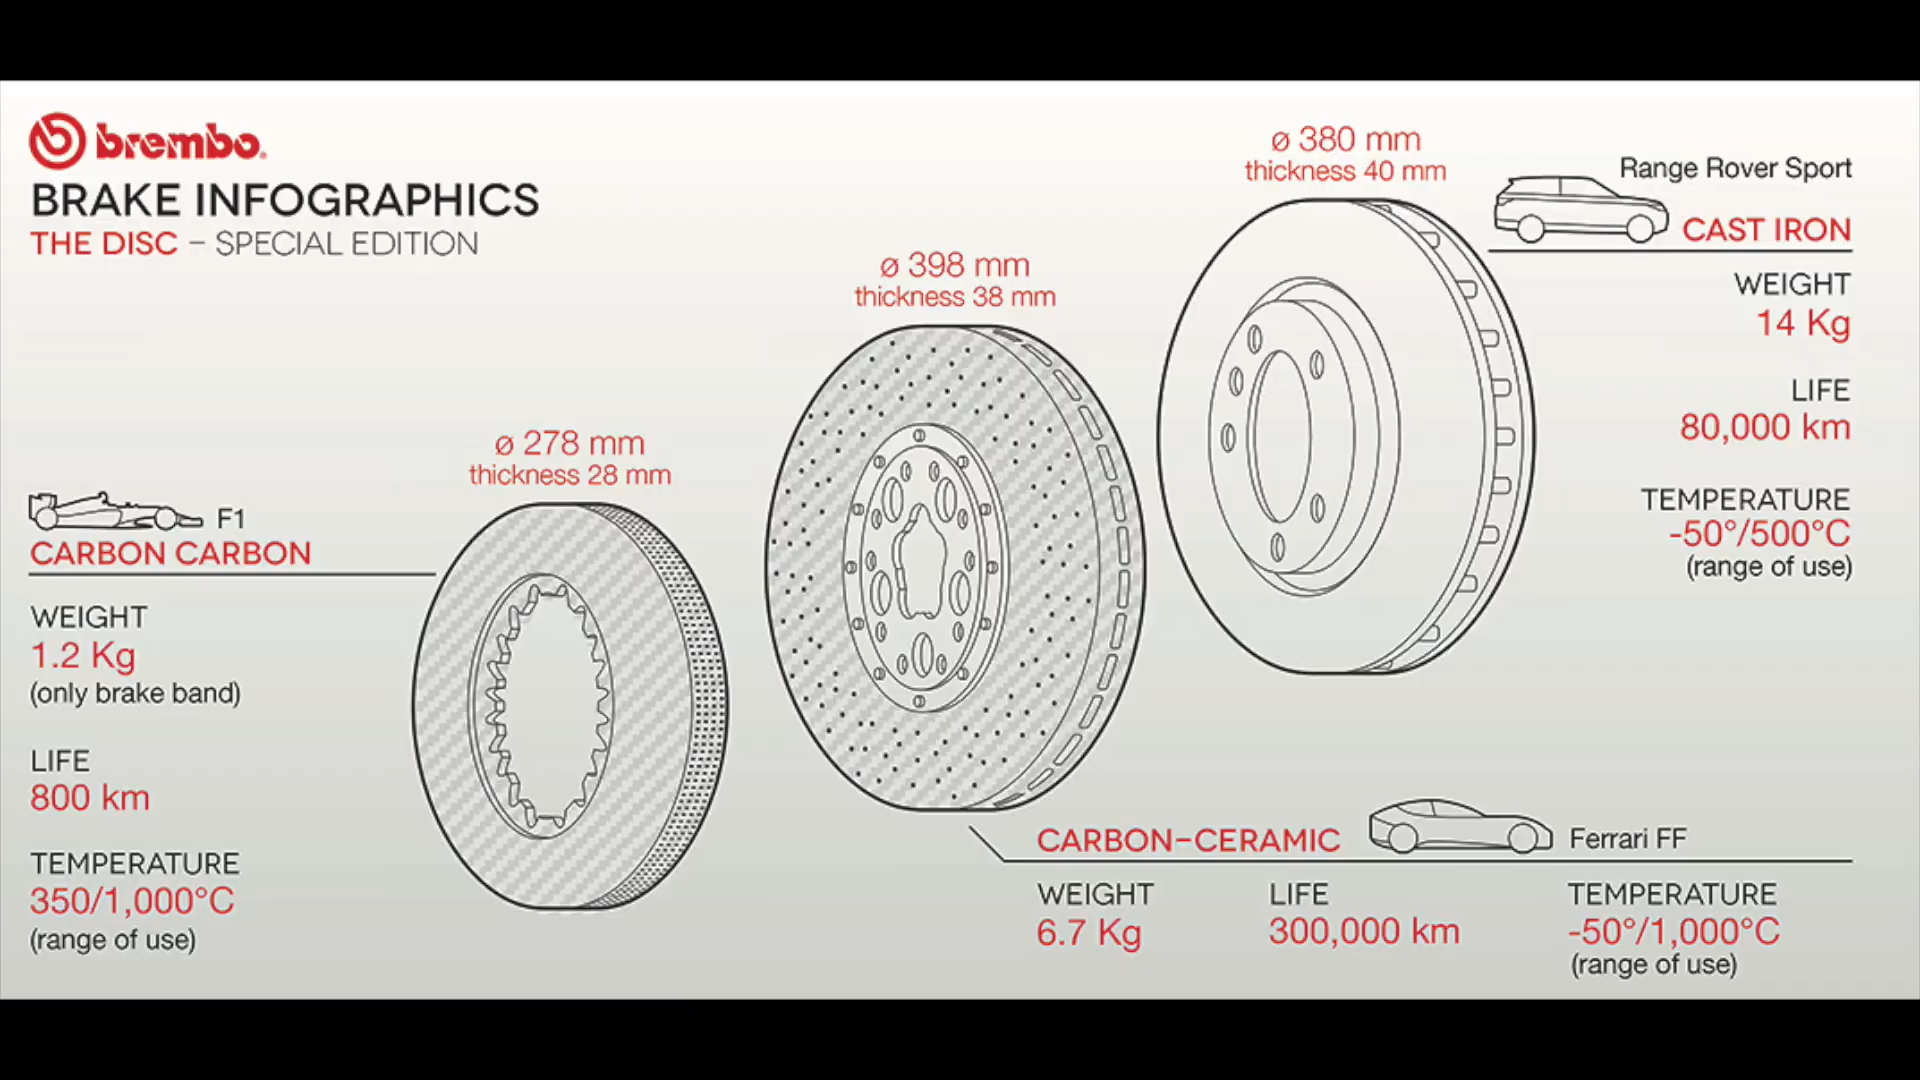 brembo.
BRAKE INFOGRAPHICS
THE DISC – SPECIAL EDITION
F1
CARBON CARBON
WEIGHT
1.2 Kg
(only brake band)
LIFE
800 km
TEMPERATURE
350/1,000°C
(range of use)
ø 278 mm
thickness 28 mm
ø 398 mm
thickness 38 mm
CARBON-CERAMIC
Ferrari FF
WEIGHT
6.7 Kg
LIFE
300,000 km
TEMPERATURE
-50°/1,000°C
(range of use)
ø 380 mm
thickness 40 mm
Range Rover Sport
CAST IRON
WEIGHT
14 Kg
LIFE
80,000 km
TEMPERATURE
-50°/500°C
(range of use)